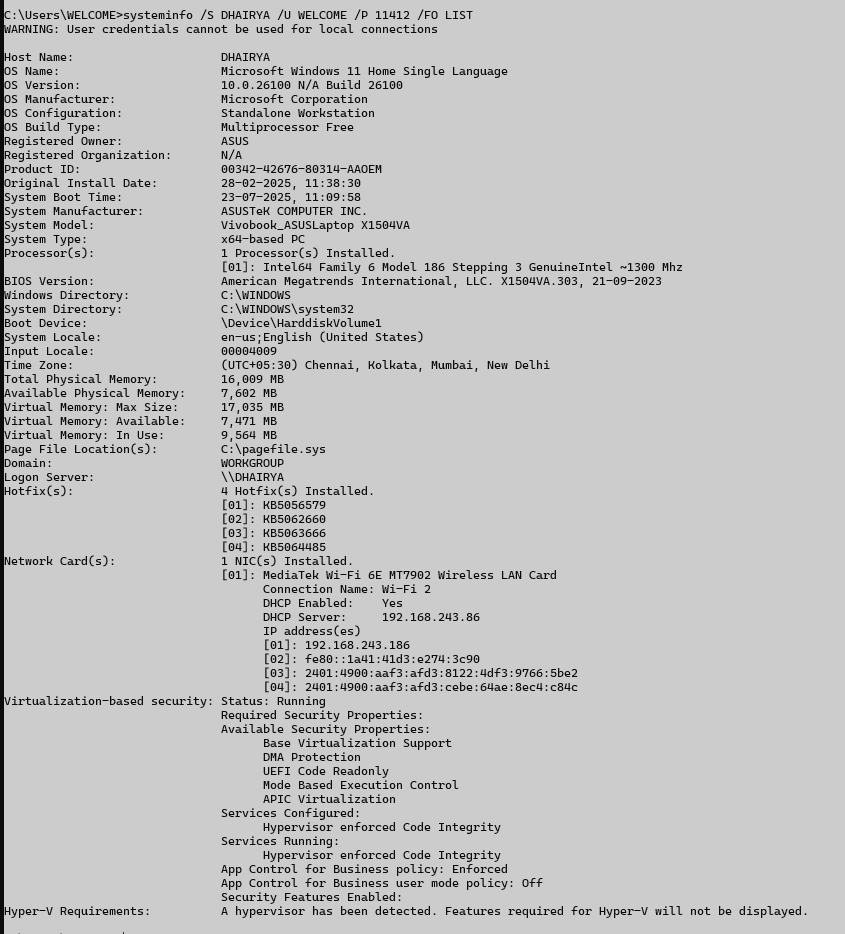 C:\Users\WELCOME>systeminfo /S DHAIRYA /U WELCOME /P 11412 /FO LIST
WARNING: User credentials cannot be used for local connections

Host Name:                     DHAIRYA
OS Name:                       Microsoft Windows 11 Home Single Language
OS Version:                    10.0.26100 N/A Build 26100
OS Manufacturer:               Microsoft Corporation
OS Configuration:              Standalone Workstation
OS Build Type:                 Multiprocessor Free
Registered Owner:              ASUS
Registered Organization:       N/A
Product ID:                    00342-42676-80314-AAOEM
Original Install Date:         28-02-2025, 11:38:30
System Boot Time:              23-07-2025, 11:09:58
System Manufacturer:           ASUSTeK COMPUTER INC.
System Model:                  Vivobook_ASUSLaptop X1504VA
System Type:                   x64-based PC
Processor(s):                  1 Processor(s) Installed.
                               [01]: Intel64 Family 6 Model 186 Stepping 3 GenuineIntel ~1300 Mhz
BIOS Version:                  American Megatrends International, LLC. X1504VA.303, 21-09-2023
Windows Directory:             C:\WINDOWS
System Directory:              C:\WINDOWS\system32
Boot Device:                   \Device\HarddiskVolume1
System Locale:                 en-us;English (United States)
Input Locale:                  00004009
Time Zone:                     (UTC+05:30) Chennai, Kolkata, Mumbai, New Delhi
Total Physical Memory:         16,009 MB
Available Physical Memory:     7,602 MB
Virtual Memory: Max Size:      17,035 MB
Virtual Memory: Available:     7,471 MB
Virtual Memory: In Use:        9,564 MB
Page File Location(s):         C:\pagefile.sys
Domain:                        WORKGROUP
Logon Server:                  \\DHAIRYA
Hotfix(s):                     4 Hotfix(s) Installed.
                               [01]: KB5056579
                               [02]: KB5062660
                               [03]: KB5063666
                               [04]: KB5064485
Network Card(s):               1 NIC(s) Installed.
                               [01]: MediaTek Wi-Fi 6E MT7902 Wireless LAN Card
                                     Connection Name: Wi-Fi 2
                                     DHCP Enabled:    Yes
                                     DHCP Server:     192.168.243.86
                                     IP address(es)
                                     [01]: 192.168.243.186
                                     [02]: fe80::1a41:41d3:e274:3c90
                                     [03]: 2401:4900:aaf3:afd3:8122:4df3:9766:5be2
                                     [04]: 2401:4900:aaf3:afd3:cebe:64ae:8ec4:c84c
Virtualization-based security: Status: Running
                               Required Security Properties:
                               Available Security Properties:
                                     Base Virtualization Support
                                     DMA Protection
                                     UEFI Code Readonly
                                     Mode Based Execution Control
                                     APIC Virtualization
                               Services Configured:
                                     Hypervisor enforced Code Integrity
                               Services Running:
                                     Hypervisor enforced Code Integrity
                               App Control for Business policy: Enforced
                               App Control for Business user mode policy: Off
                               Security Features Enabled:
Hyper-V Requirements:          A hypervisor has been detected. Features required for Hyper-V will not be displayed.